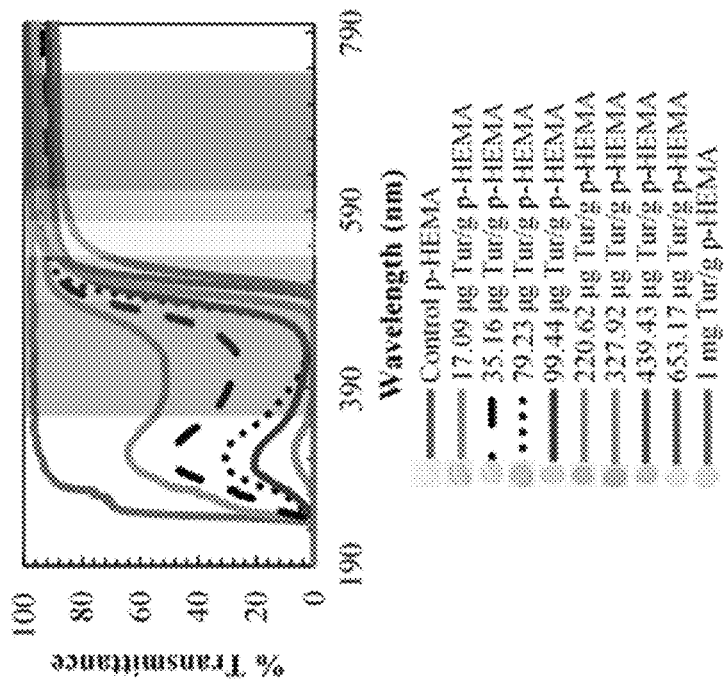 % Transmittance
100
80
60
40
20
0
190
390
590
790
Wavelength (nm)
Control p-HEMA
17.09 µg Tur/g p-HEMA
35.16 µg Tur/g p-HEMA
79.23 µg Tur/g p-HEMA
99.44 µg Tur/g p-HEMA
220.62 µg Tur/g p-HEMA
327.92 µg Tur/g p-HEMA
439.43 µg Tur/g p-HEMA
653.17 µg Tur/g p-HEMA
1 mg Tur/g p-HEMA